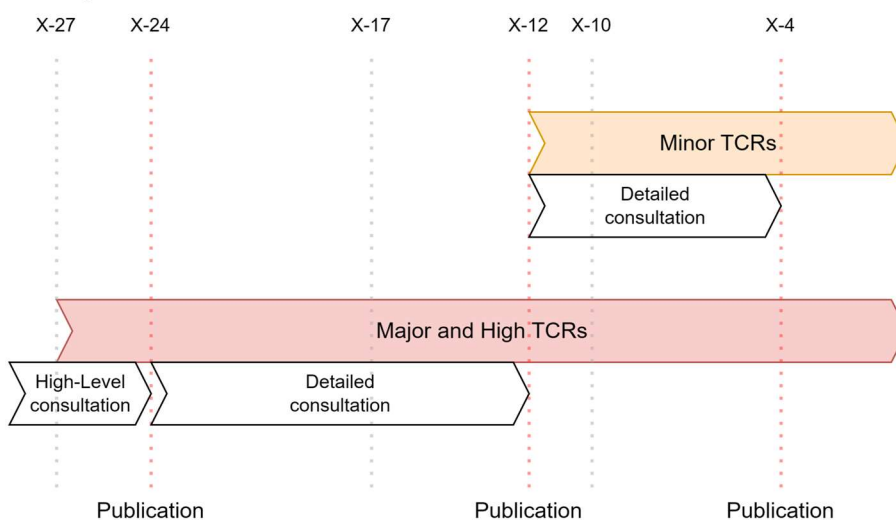 X-27 X-24 X-17 X-12 X-10 X-4
Minor TCRs
Detailed
consultation
Major and High TCRs
High-Level
consultation
Detailed
consultation
Publication Publication Publication